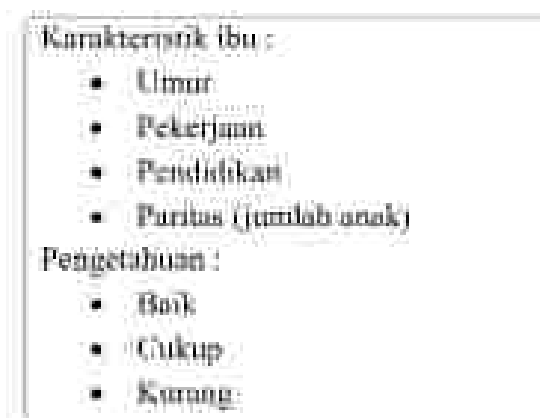 Karakteristik ibu :
• Umur
• Pekerjaan
• Pendidikan
• Paritas (jumlah anak)
Pengetahuan :
• Baik
• Cukup
• Kurang